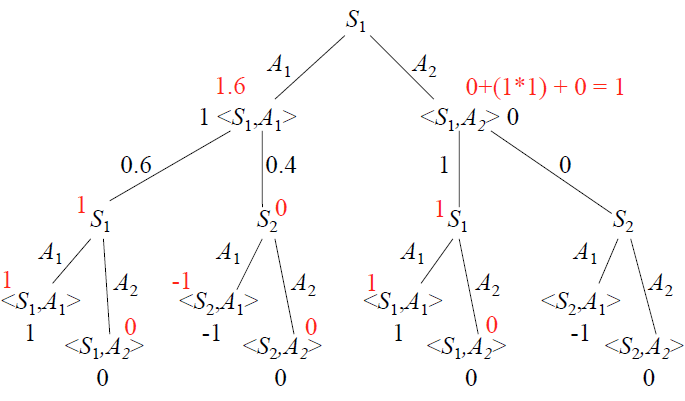 S1
A1 A2
1.6 0+(1*1) + 0 = 1
1 <S1,A1> <S1,A2> 0
0.6 0.4 1 0
1 S1 S2 0 1 S1 S2
A1 A2 A1 A2 A1 A2 A1 A2
1 -1 1
<S1,A1> <S2,A1> <S1,A1> <S2,A1>
1 0 -1 0 1 0 -1
<S1,A2> <S2,A2> <S1,A2> <S2,A2>
0 0 0 0